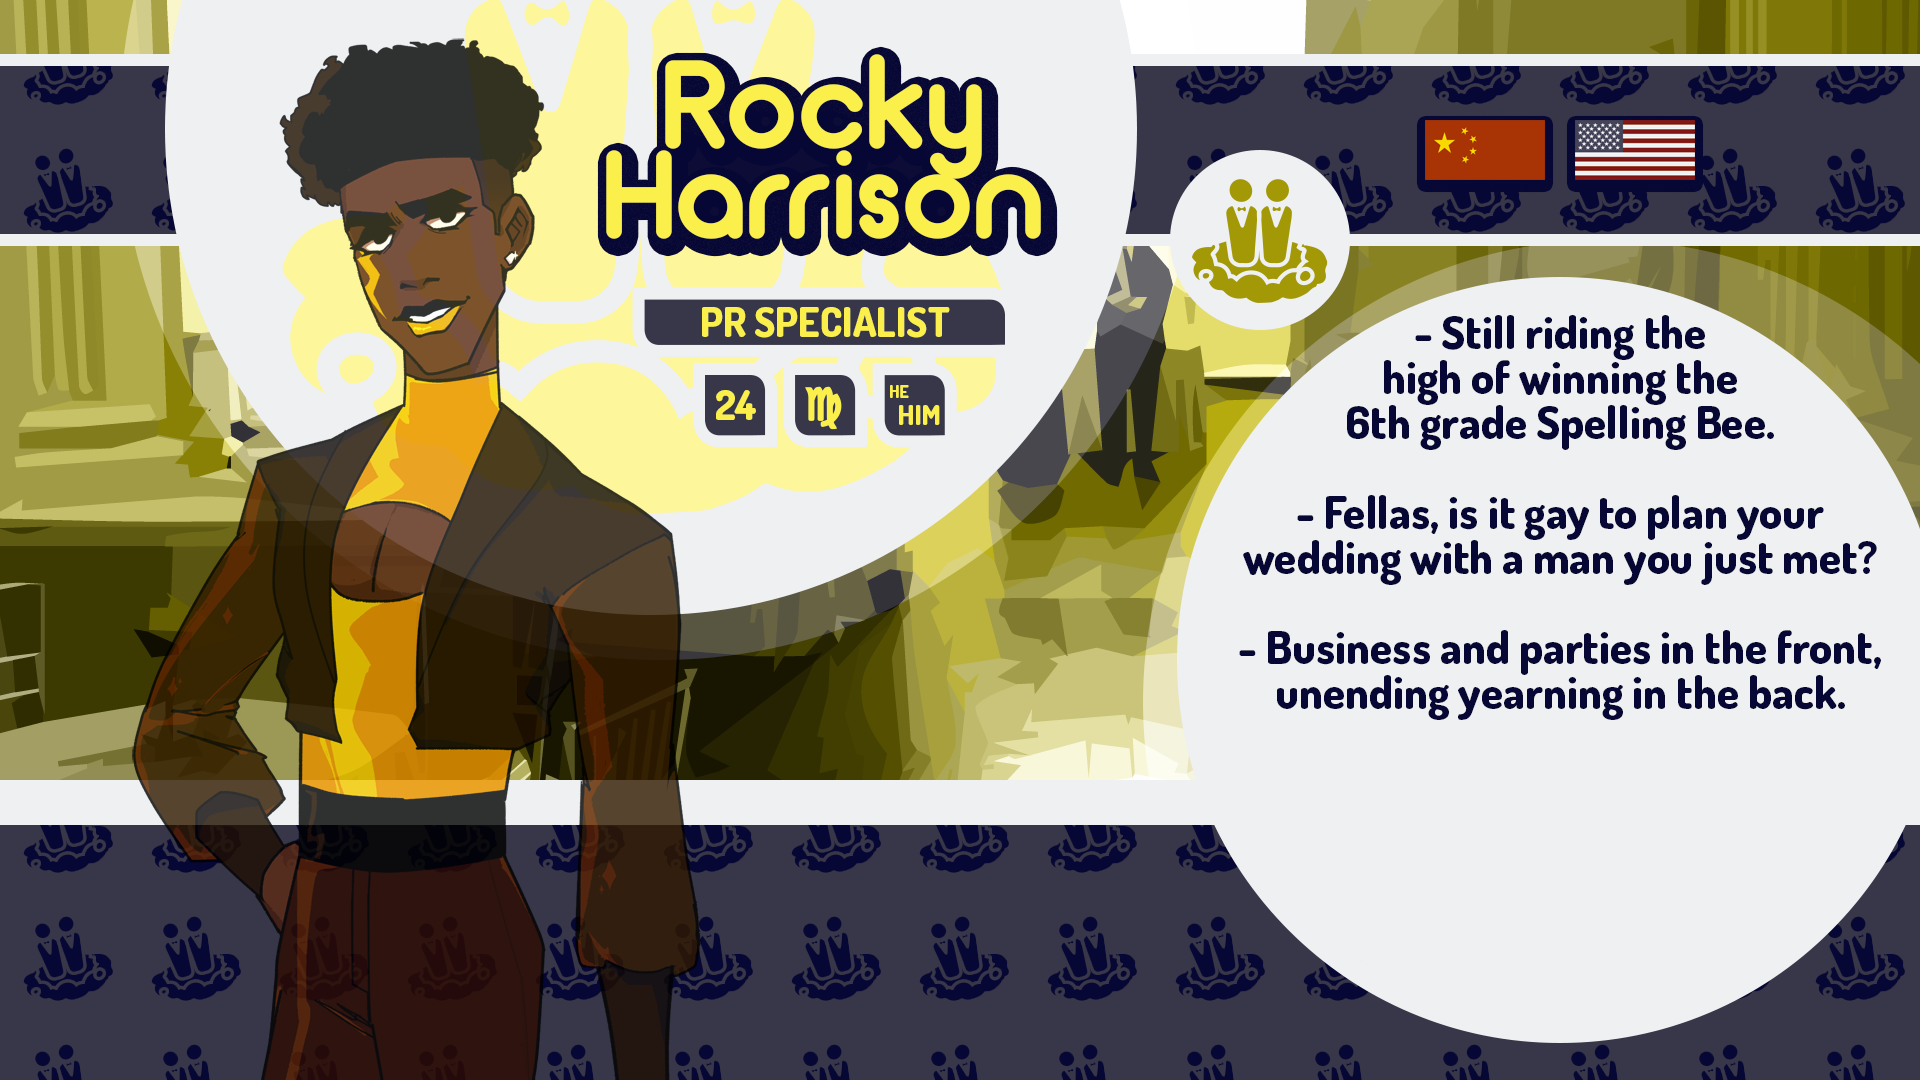 Rocky
Harrison
PR SPECIALIST
24
♍
HE
HIM
- Still riding the
high of winning the
6th grade Spelling Bee.
- Fellas, is it gay to plan your
wedding with a man you just met?
- Business and parties in the front,
unending yearning in the back.